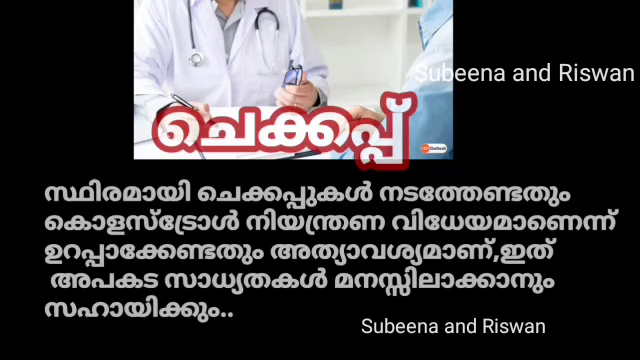 Subeena and Riswan
ചെക്കപ്പ്
സ്ഥിരമായി ചെക്കപ്പുകൾ നടത്തേണ്ടതും
കൊളസ്ട്രോൾ നിയന്ത്രണ വിധേയമാണെന്ന്
ഉറപ്പാക്കേണ്ടതും അത്യാവശ്യമാണ്,ഇത്
അപകട സാധ്യതകൾ മനസ്സിലാക്കാനും
സഹായിക്കും..
Subeena and Riswan